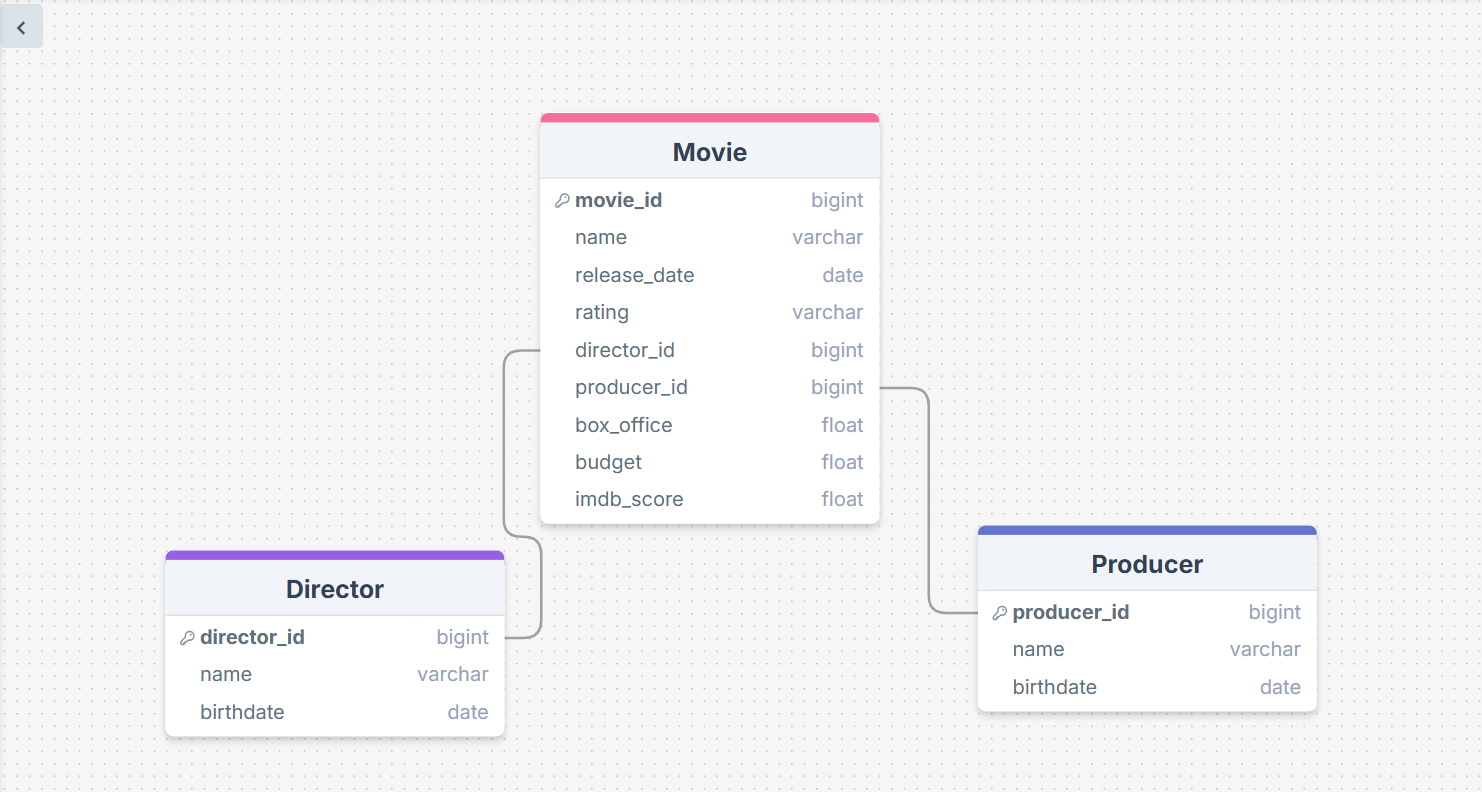 Movie
movie_id bigint
name varchar
release_date date
rating varchar
director_id bigint
producer_id bigint
box_office float
budget float
imdb_score float
Director
director_id bigint
name varchar
birthdate date
Producer
producer_id bigint
name varchar
birthdate date